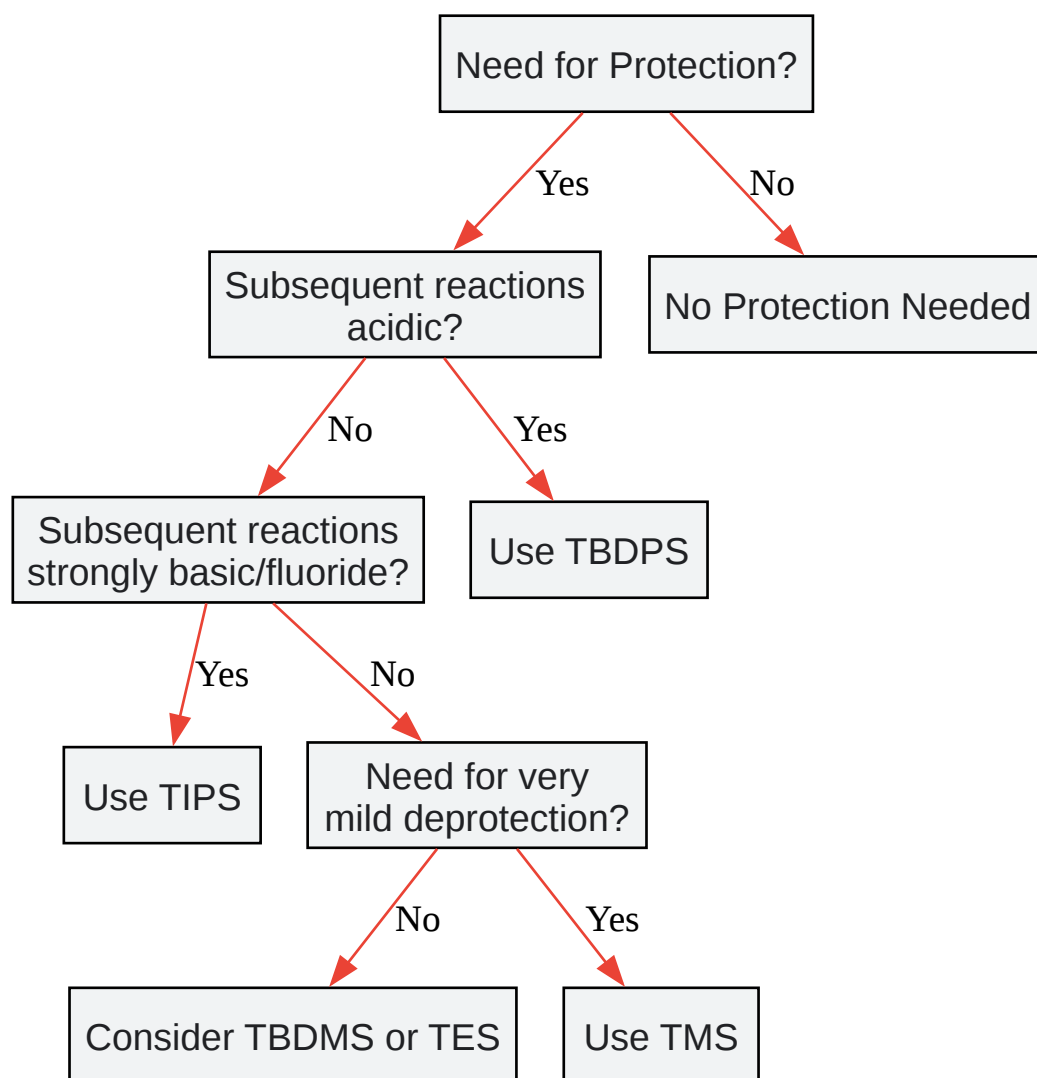 Need for Protection?
Yes
No
Subsequent reactions
acidic?
No Protection Needed
No
Yes
Subsequent reactions
strongly basic/fluoride?
Use TBDPS
Yes
No
Use TIPS
Need for very
mild deprotection?
No
Yes
Consider TBDMS or TES
Use TMS